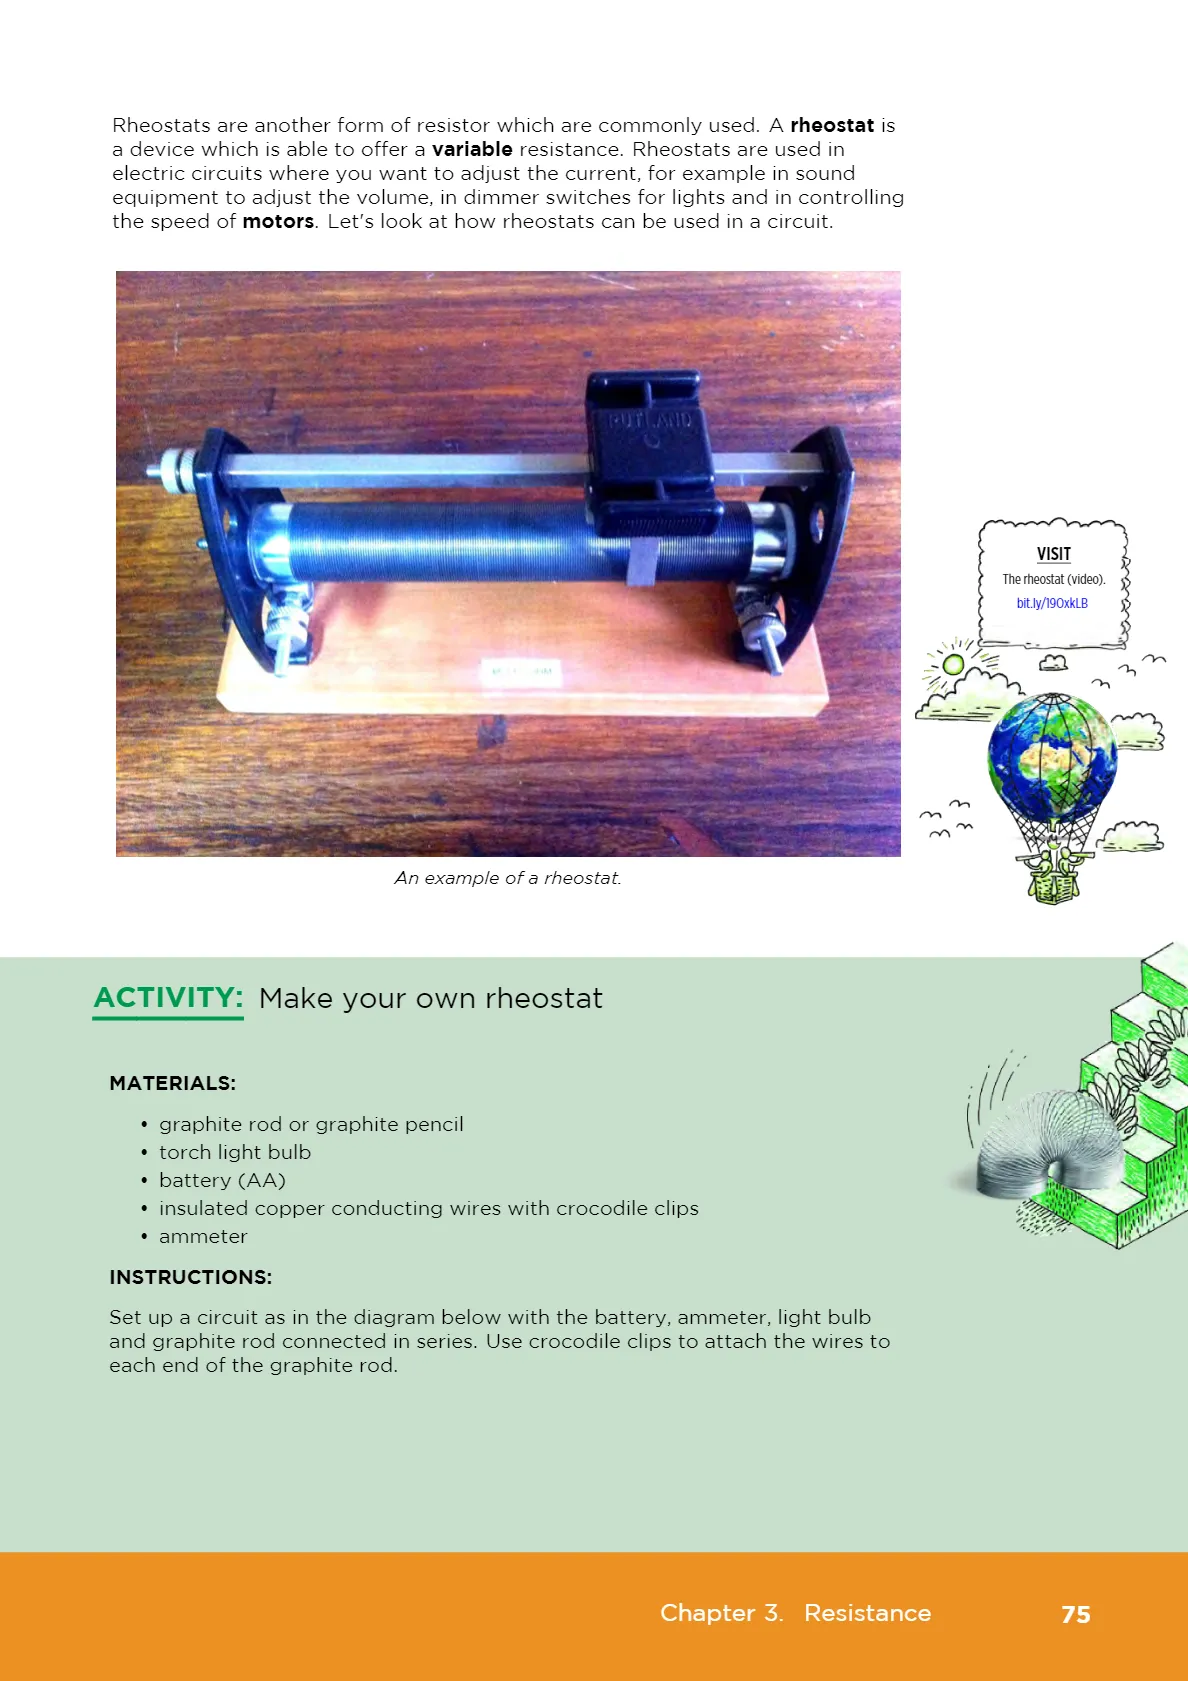 Rheostats are another form of resistor which are commonly used. A rheostat is
a device which is able to offer a variable resistance. Rheostats are used in
electric circuits where you want to adjust the current, for example in sound
equipment to adjust the volume, in dimmer switches for lights and in controlling
the speed of motors. Let's look at how rheostats can be used in a circuit.
RUTLAND
VISIT
The rheostat (video).
bit.ly/19OxkLB
An example of a rheostat.
ACTIVITY: Make your own rheostat
MATERIALS:
• graphite rod or graphite pencil
• torch light bulb
• battery (AA)
• insulated copper conducting wires with crocodile clips
• ammeter
INSTRUCTIONS:
Set up a circuit as in the diagram below with the battery, ammeter, light bulb
and graphite rod connected in series. Use crocodile clips to attach the wires to
each end of the graphite rod.
Chapter 3. Resistance 75